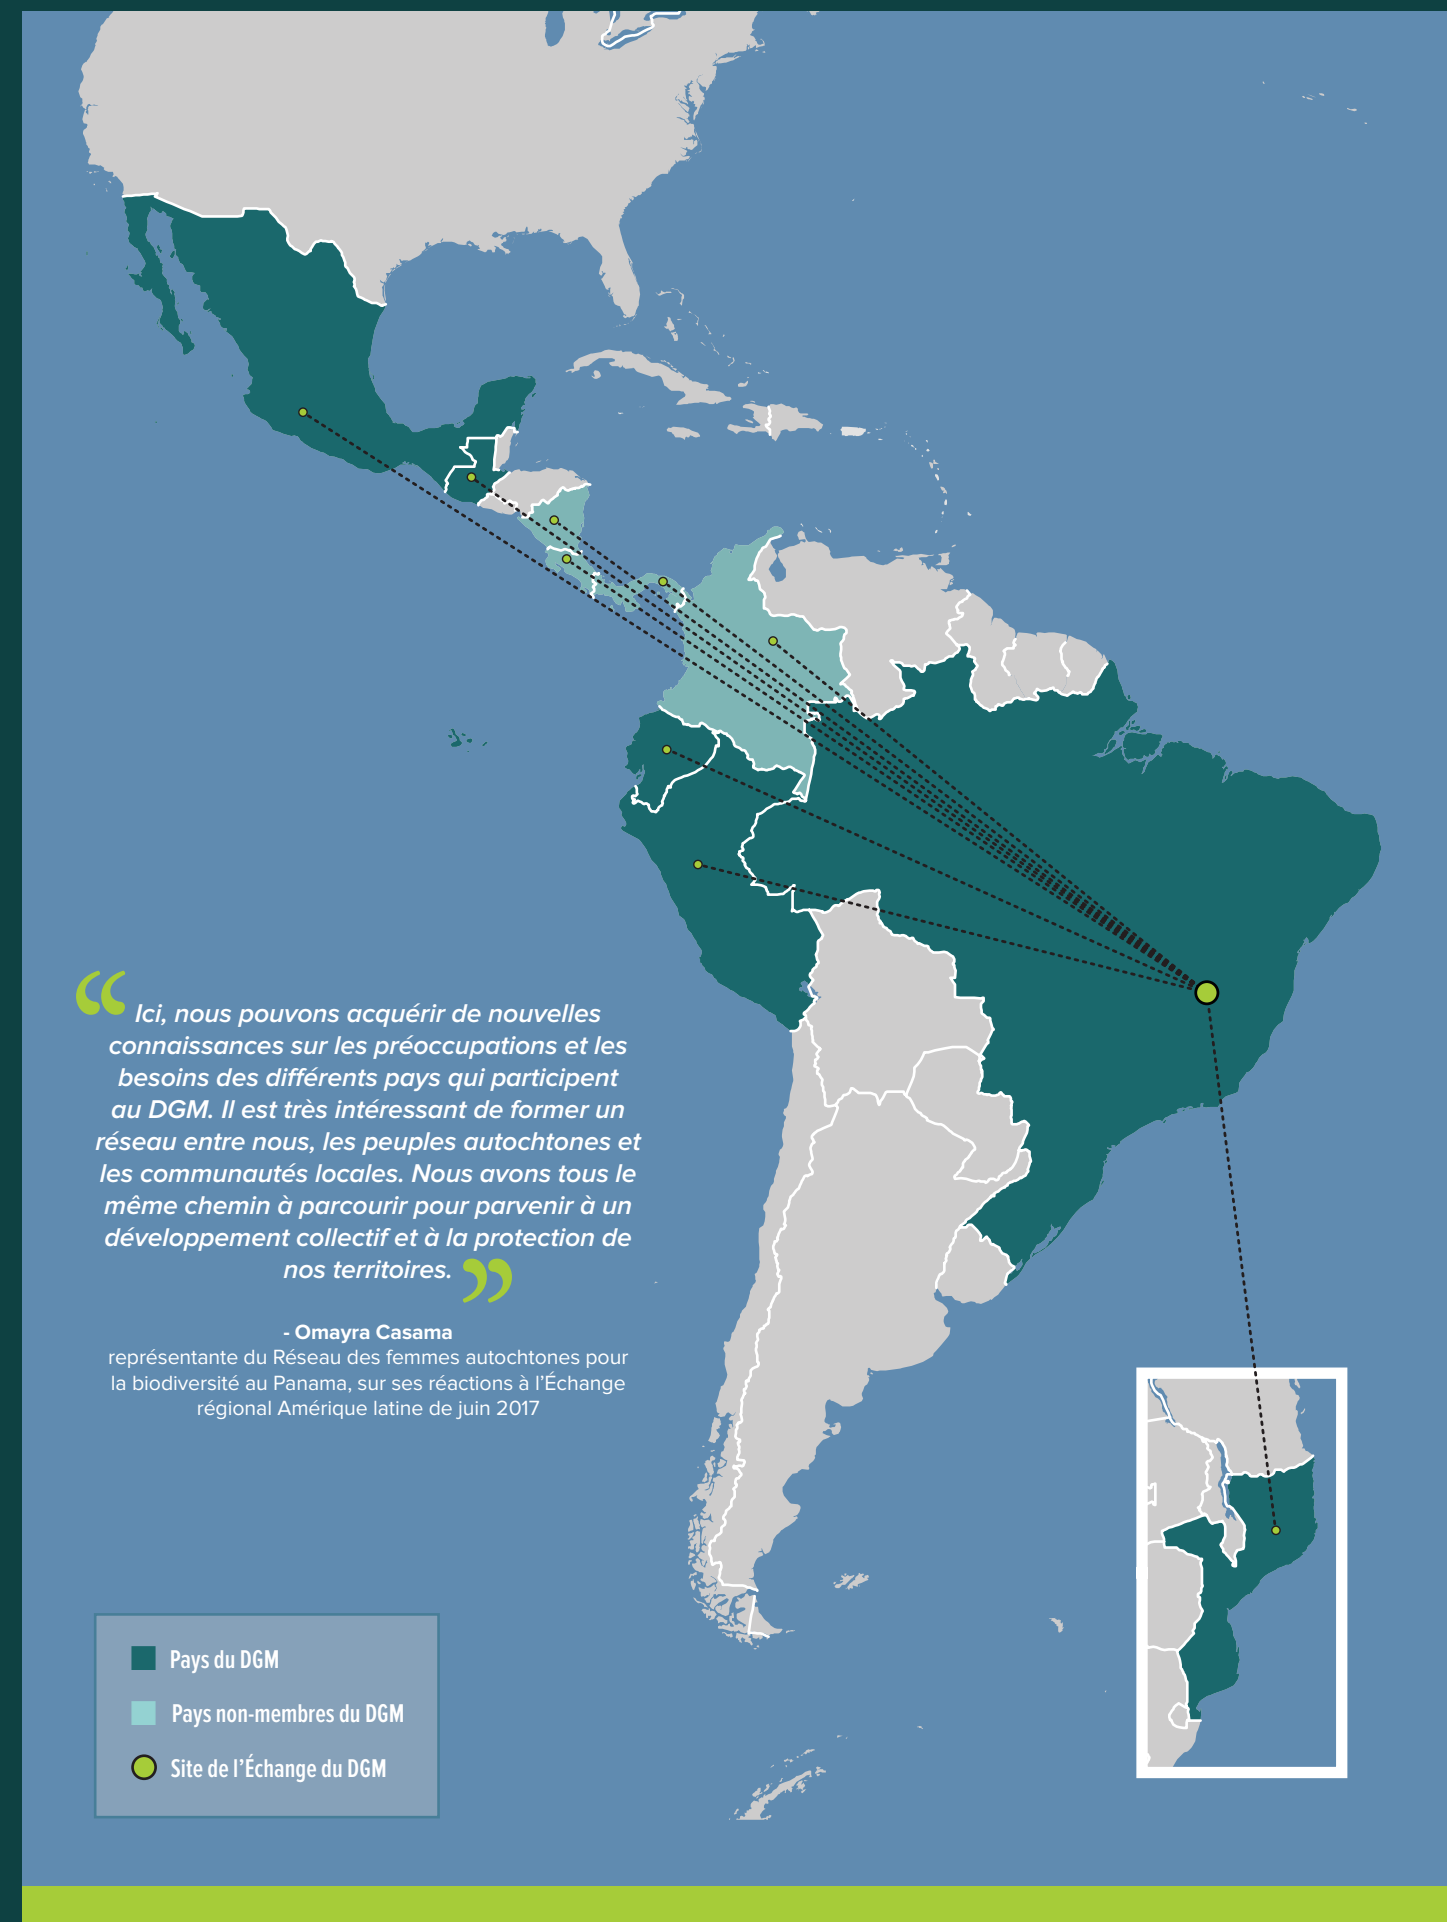 “ Ici, nous pouvons acquérir de nouvelles
connaissances sur les préoccupations et les
besoins des différents pays qui participent
au DGM. Il est très intéressant de former un
réseau entre nous, les peuples autochtones et
les communautés locales. Nous avons tous le
même chemin à parcourir pour parvenir à un
développement collectif et à la protection de
nos territoires. ”
- Omayra Casama
représentante du Réseau des femmes autochtones pour
la biodiversité au Panama, sur ses réactions à l’Échange
régional Amérique latine de juin 2017
Pays du DGM
Pays non-membres du DGM
Site de l’Échange du DGM